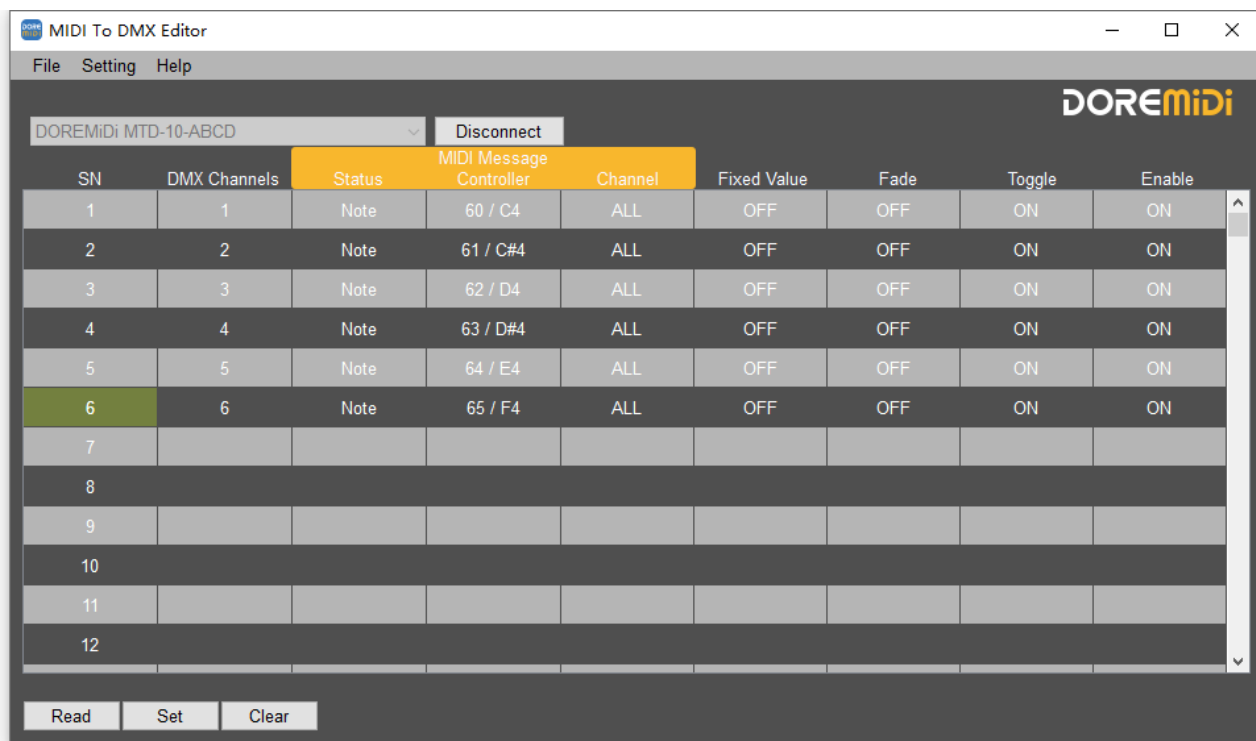 MIDI To DMX Editor
File Setting Help
DOREMiDi
DOREMiDi MTD-10-ABCD Disconnect
MIDI Message
SN DMX Channels Status Controller Channel Fixed Value Fade Toggle Enable
1 1 Note 60 / C4 ALL OFF OFF ON ON
2 2 Note 61 / C#4 ALL OFF OFF ON ON
3 3 Note 62 / D4 ALL OFF OFF ON ON
4 4 Note 63 / D#4 ALL OFF OFF ON ON
5 5 Note 64 / E4 ALL OFF OFF ON ON
6 6 Note 65 / F4 ALL OFF OFF ON ON
7
8
9
10
11
12
Read Set Clear